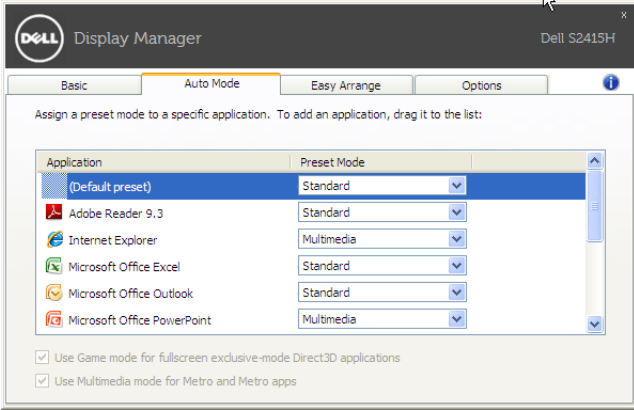 x
DELL Display Manager Dell S2415H
Basic Auto Mode Easy Arrange Options i
Assign a preset mode to a specific application. To add an application, drag it to the list:
Application Preset Mode
(Default preset) Standard
Adobe Reader 9.3 Standard
Internet Explorer Multimedia
Microsoft Office Excel Standard
Microsoft Office Outlook Standard
Microsoft Office PowerPoint Multimedia
Use Game mode for fullscreen exclusive-mode Direct3D applications
Use Multimedia mode for Metro and Metro apps